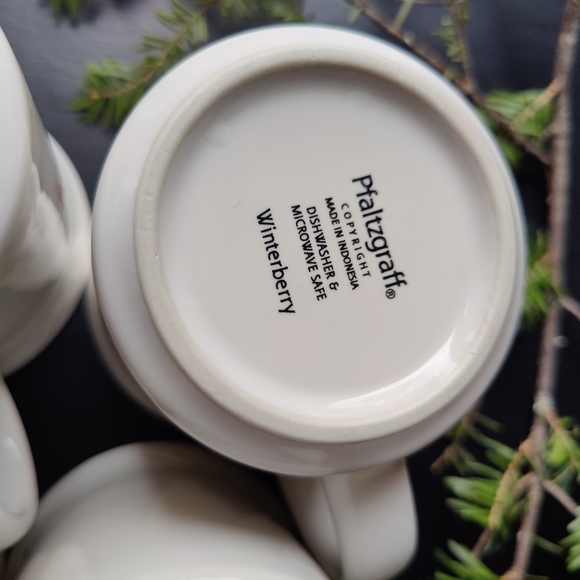 Pfaltzgraff®
COPYRIGHT
MADE IN INDONESIA
DISHWASHER &
MICROWAVE SAFE
Winterberry